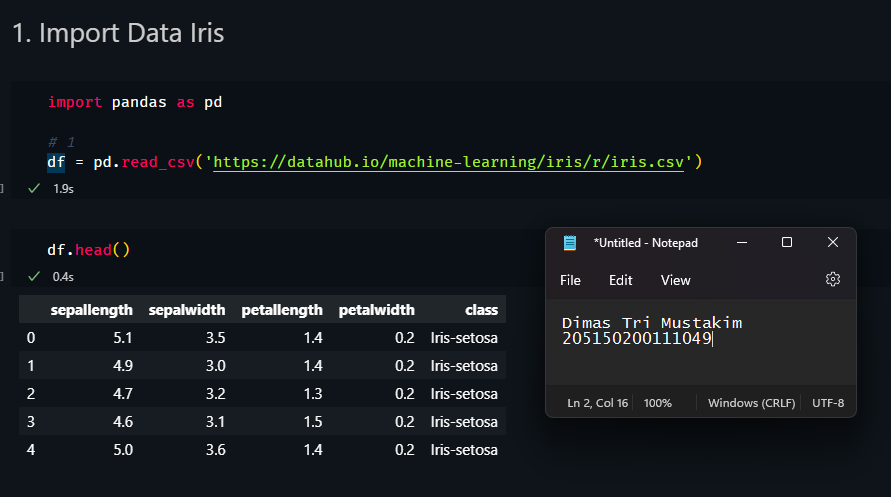 1. Import Data Iris
import pandas as pd
# 1
df = pd.read_csv('https://datahub.io/machine-learning/iris/r/iris.csv')
1.9s
df.head()
0.4s
sepallength sepalwidth petallength petalwidth class
0 5.1 3.5 1.4 0.2 Iris-setosa
1 4.9 3.0 1.4 0.2 Iris-setosa
2 4.7 3.2 1.3 0.2 Iris-setosa
3 4.6 3.1 1.5 0.2 Iris-setosa
4 5.0 3.6 1.4 0.2 Iris-setosa
*Untitled - Notepad
File Edit View
Dimas Tri Mustakim
205150200111049
Ln 2, Col 16 100% Windows (CRLF) UTF-8